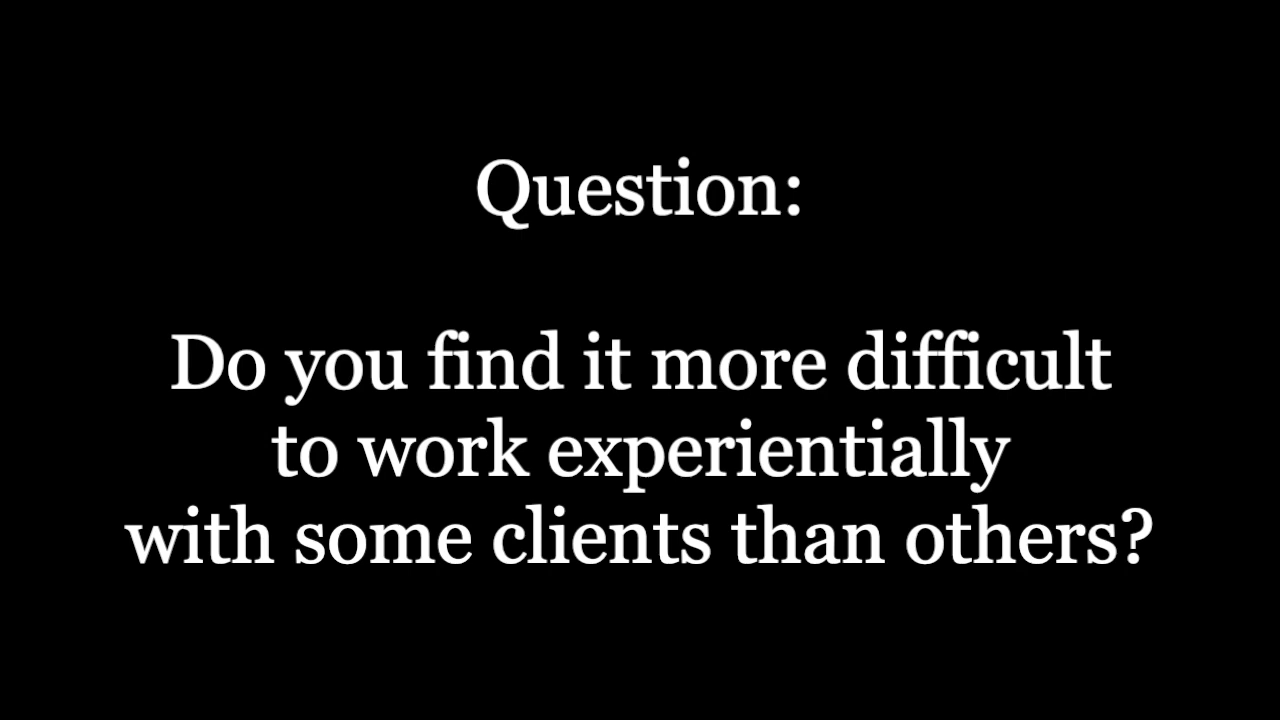 Question:
Do you find it more difficult
to work experientially
with some clients than others?